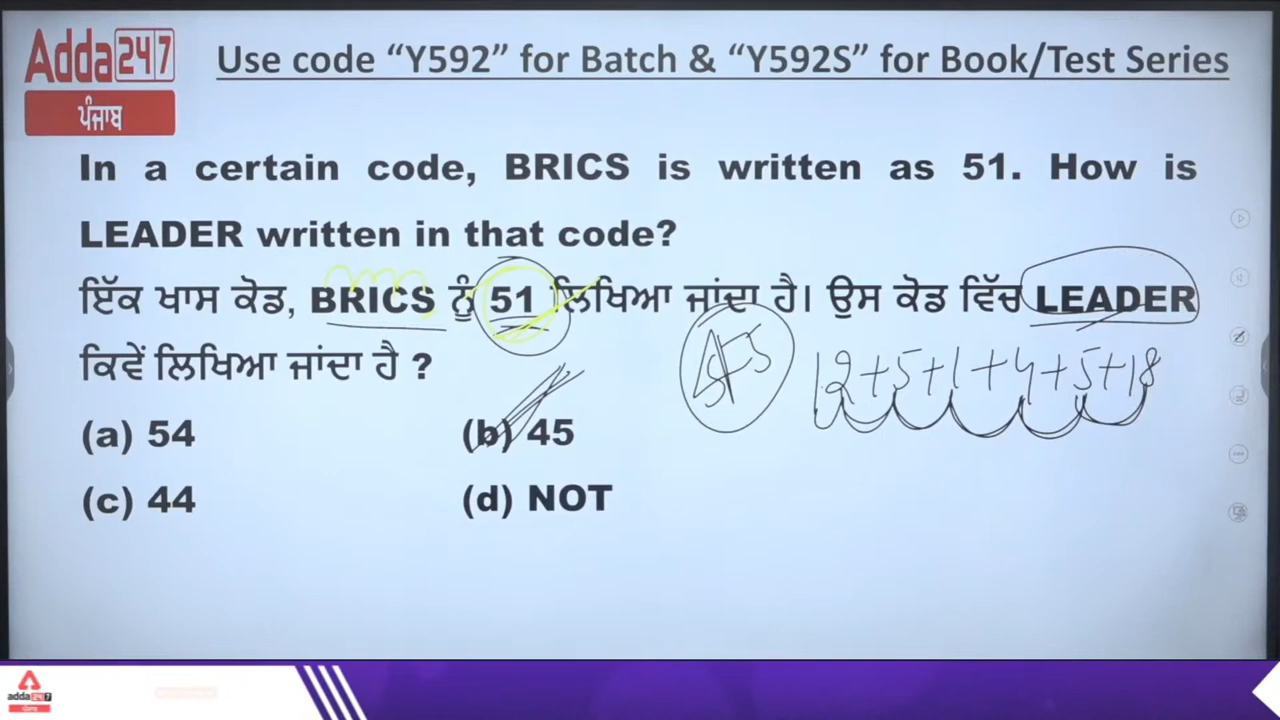 Adda247
ਪੰਜਾਬ
Use code “Y592” for Batch & “Y592S” for Book/Test Series
In a certain code, BRICS is written as 51. How is
LEADER written in that code?
ਇੱਕ ਖਾਸ ਕੋਡ, BRICS ਨੂੰ 51 ਲਿਖਿਆ ਜਾਂਦਾ ਹੈ। ਉਸ ਕੋਡ ਵਿੱਚ LEADER
ਕਿਵੇਂ ਲਿਖਿਆ ਜਾਂਦਾ ਹੈ ?
12+5+1+4+5+18
(a) 54
(b) 45
(c) 44
(d) NOT
adda247
ਪੰਜਾਬ